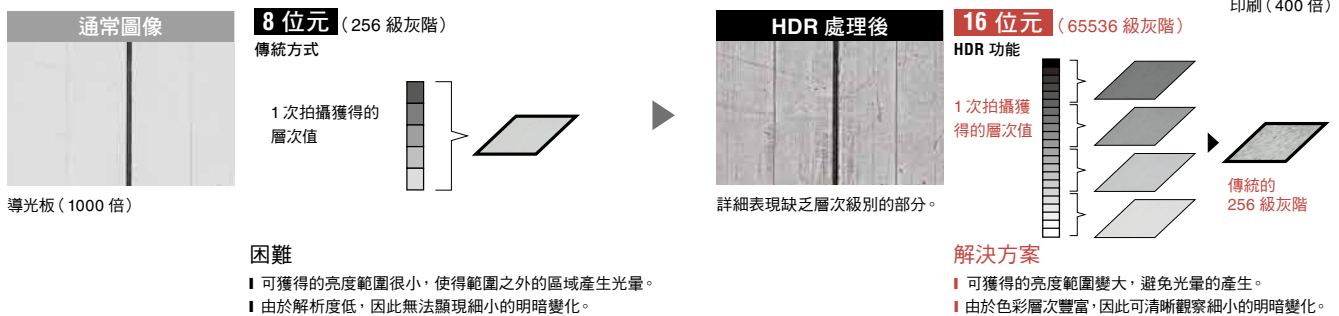 印刷（400 倍）
通常圖像
導光板（1000 倍）
8 位元（256 級灰階）
傳統方式
1 次拍攝獲得的
層次值
困難
可獲得的亮度範圍很小，使得範圍之外的區域產生光暈。
由於解析度低，因此無法顯現細小的明暗變化。
HDR 處理後
詳細表現缺乏層次級別的部分。
16 位元（65536 級灰階）
HDR 功能
1 次拍攝獲
得的層次值
傳統的
256 級灰階
解決方案
可獲得的亮度範圍變大，避免光暈的產生。
由於色彩層次豐富，因此可清晰觀察細小的明暗變化。